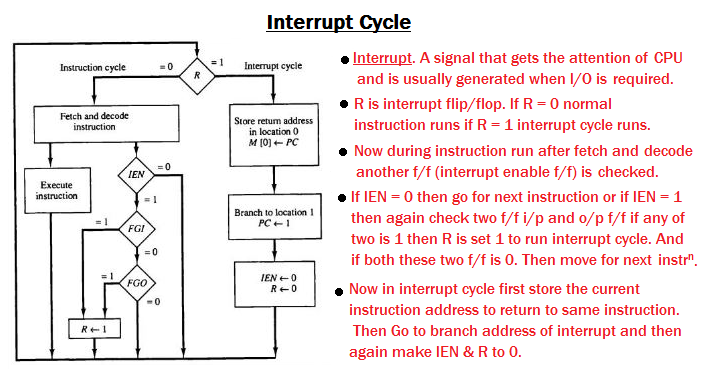 Interrupt Cycle
Instruction cycle
= 0
R
= 1
Interrupt cycle
Fetch and decode
instruction
Execute
instruction
IEN
= 0
= 1
FGI
= 1
= 0
FGO
= 1
= 0
R ← 1
Store return address
in location 0
M [0] ← PC
Branch to location 1
PC ← 1
IEN ← 0
R ← 0
● Interrupt. A signal that gets the attention of CPU
and is usually generated when I/O is required.
● R is interrupt flip/flop. If R = 0 normal
instruction runs if R = 1 interrupt cycle runs.
● Now during instruction run after fetch and decode
another f/f (interrupt enable f/f) is checked.
● If IEN = 0 then go for next instruction or if IEN = 1
then again check two f/f i/p and o/p f/f if any of
two is 1 then R is set 1 to run interrupt cycle. And
if both these two f/f is 0. Then move for next instrⁿ.
● Now in interrupt cycle first store the current
instruction address to return to same instruction.
Then Go to branch address of interrupt and then
again make IEN & R to 0.